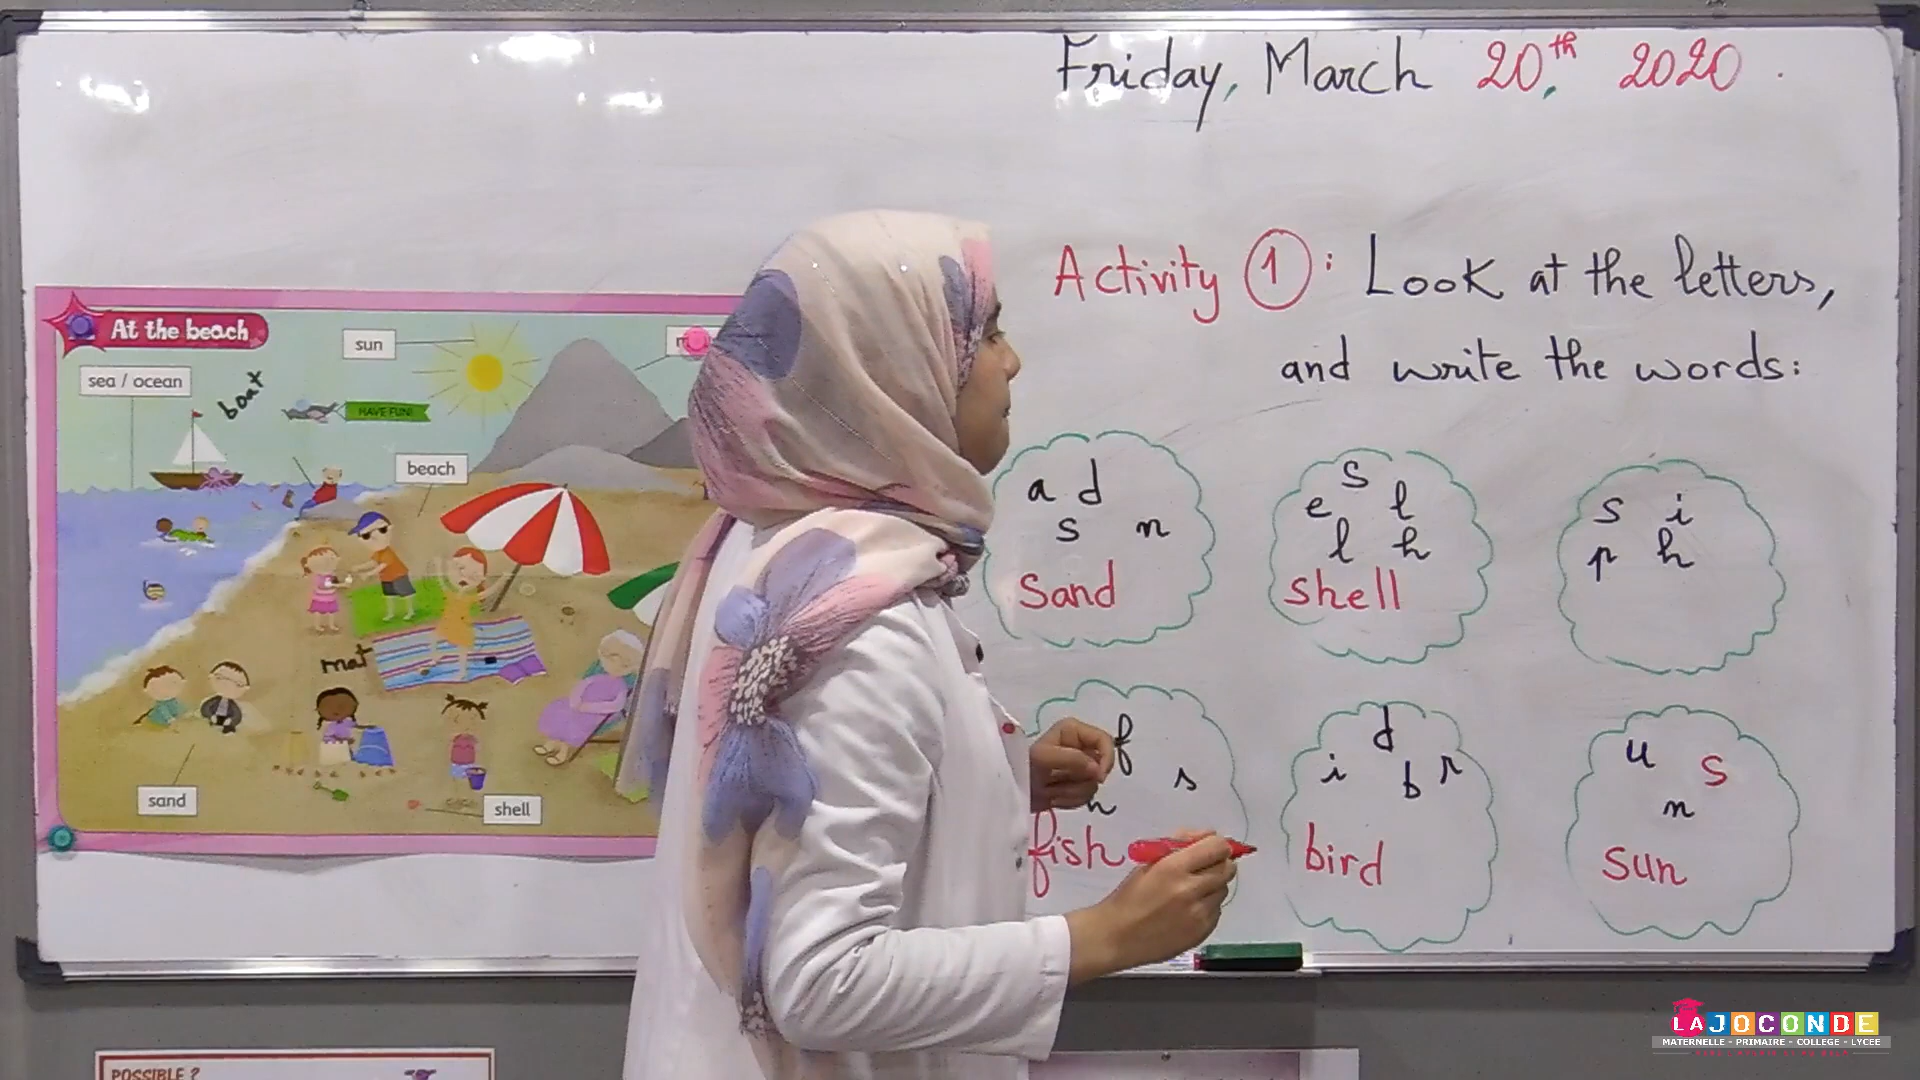 Friday, March 20th, 2020.
Activity 1: Look at the letters,
and write the words:
At the beach
sun
sea / ocean
boat
HAVE FUN!
beach
mat
sand
shell
a d
s n
sand
s
e l
l h
shell
s i
p h
f
s
h
fish
d
i b r
bird
u s
n
sun
POSSIBLE ?
LAJOCONDE
MATERNELLE - PRIMAIRE - COLLEGE - LYCEE